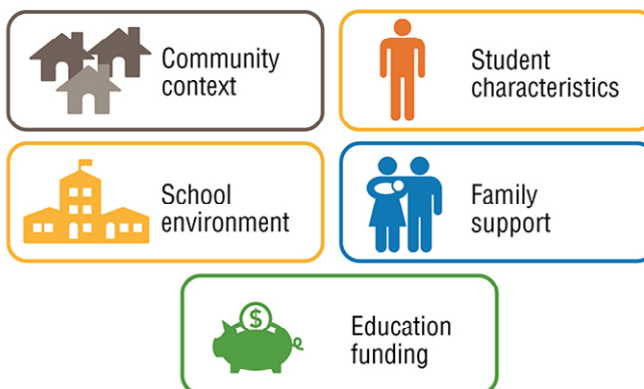 Community
context
Student
characteristics
School
environment
Family
support
$
Education
funding